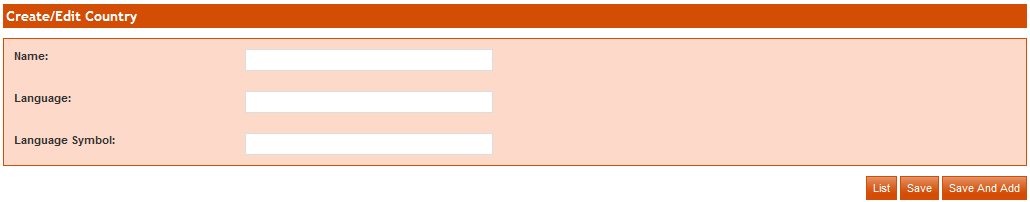 Create/Edit Country
Name:
Language:
Language Symbol:
List Save Save And Add